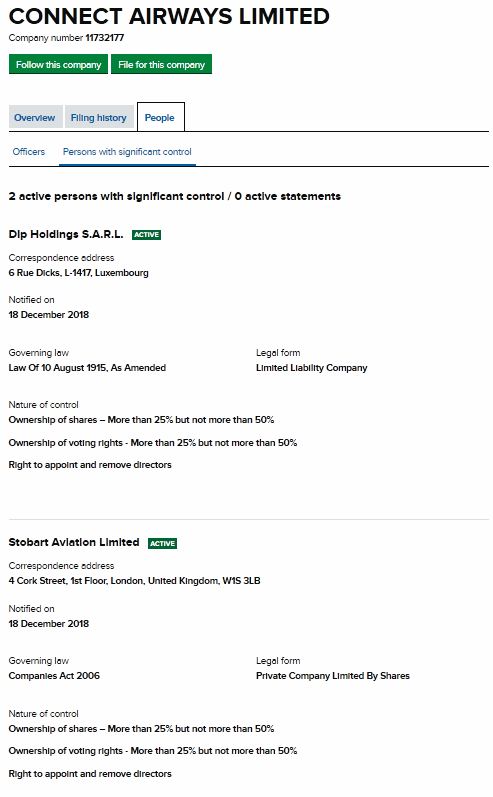 CONNECT AIRWAYS LIMITED
Company number 11732177
Follow this company File for this company
Overview Filing history People
Officers Persons with significant control
2 active persons with significant control / 0 active statements
Dip Holdings S.A.R.L. ACTIVE
Correspondence address
6 Rue Dicks, L-1417, Luxembourg
Notified on
18 December 2018
Governing law Legal form
Law Of 10 August 1915, As Amended Limited Liability Company
Nature of control
Ownership of shares – More than 25% but not more than 50%
Ownership of voting rights - More than 25% but not more than 50%
Right to appoint and remove directors
Stobart Aviation Limited ACTIVE
Correspondence address
4 Cork Street, 1st Floor, London, United Kingdom, W1S 3LB
Notified on
18 December 2018
Governing law Legal form
Companies Act 2006 Private Company Limited By Shares
Nature of control
Ownership of shares – More than 25% but not more than 50%
Ownership of voting rights - More than 25% but not more than 50%
Right to appoint and remove directors